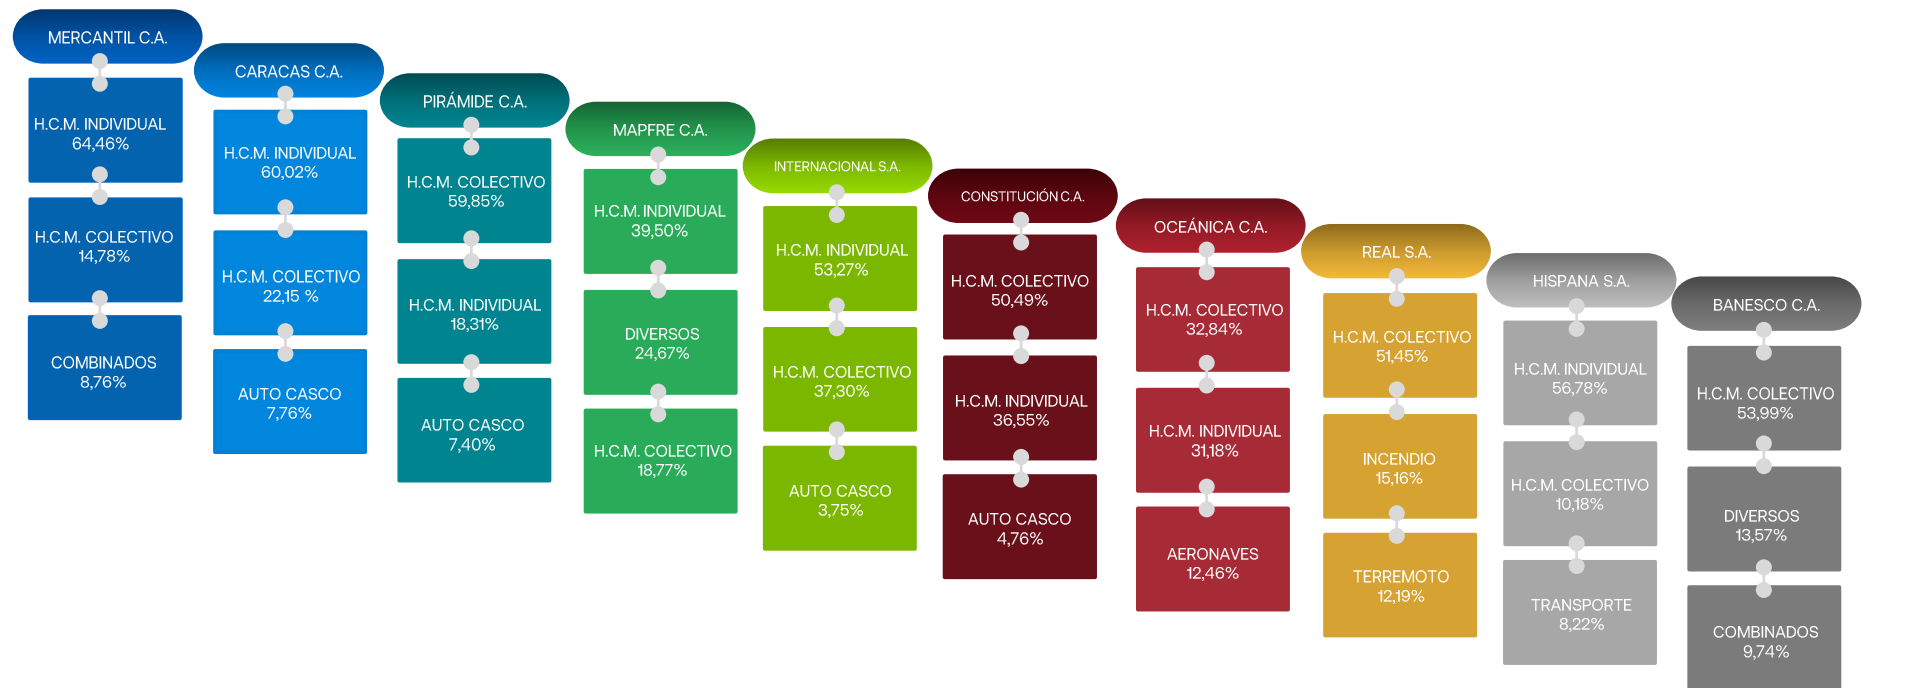 MERCANTIL C.A.
H.C.M. INDIVIDUAL
64,46%
H.C.M. COLECTIVO
14,78%
COMBINADOS
8,76%
CARACAS C.A.
H.C.M. INDIVIDUAL
60,02%
H.C.M. COLECTIVO
22,15 %
AUTO CASCO
7,76%
PIRÁMIDE C.A.
H.C.M. COLECTIVO
59,85%
H.C.M. INDIVIDUAL
18,31%
AUTO CASCO
7,40%
MAPFRE C.A.
H.C.M. INDIVIDUAL
39,50%
DIVERSOS
24,67%
H.C.M. COLECTIVO
18,77%
INTERNACIONAL S.A.
H.C.M. INDIVIDUAL
53,27%
H.C.M. COLECTIVO
37,30%
AUTO CASCO
3,75%
CONSTITUCIÓN C.A.
H.C.M. COLECTIVO
50,49%
H.C.M. INDIVIDUAL
36,55%
AUTO CASCO
4,76%
OCEÁNICA C.A.
H.C.M. COLECTIVO
32,84%
H.C.M. INDIVIDUAL
31,18%
AERONAVES
12,46%
REAL S.A.
H.C.M. COLECTIVO
51,45%
INCENDIO
15,16%
TERREMOTO
12,19%
HISPANA S.A.
H.C.M. INDIVIDUAL
56,78%
H.C.M. COLECTIVO
10,18%
TRANSPORTE
8,22%
BANESCO C.A.
H.C.M. COLECTIVO
53,99%
DIVERSOS
13,57%
COMBINADOS
9,74%